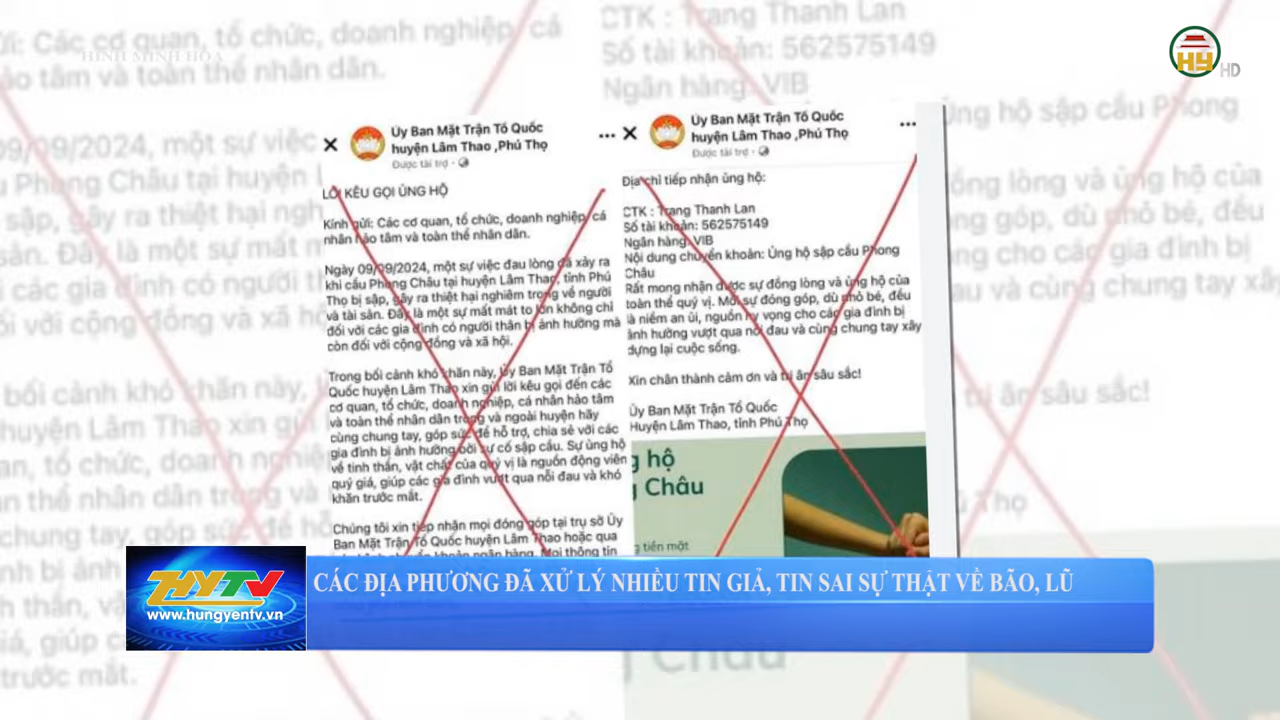 HÌNH MINH HỌA
HY HD
Ủy Ban Mặt Trận Tổ Quốc
huyện Lâm Thao ,Phú Thọ
Được tài trợ
LỜI KÊU GỌI ỦNG HỘ
Kính gửi: Các cơ quan, tổ chức, doanh nghiệp, cá
nhân hảo tâm và toàn thể nhân dân.
Ngày 09/09/2024, một sự việc đau lòng đã xảy ra
khi cầu Phong Châu tại huyện Lâm Thao, tỉnh Phú
Thọ bị sập, gây ra thiệt hại nghiêm trọng về người
và tài sản. Đây là một sự mất mát to lớn không chỉ
đối với các gia đình có người thân bị ảnh hưởng mà
còn đối với cộng đồng và xã hội.
Trong bối cảnh khó khăn này, Ủy Ban Mặt Trận Tổ
Quốc huyện Lâm Thao xin gửi lời kêu gọi đến các
cơ quan, tổ chức, doanh nghiệp, cá nhân hảo tâm
và toàn thể nhân dân trong và ngoài huyện hãy
cùng chung tay, góp sức để hỗ trợ, chia sẻ với các
gia đình bị ảnh hưởng bởi sự cố sập cầu. Sự ủng hộ
về tinh thần, vật chất của quý vị là nguồn động viên
quý giá, giúp các gia đình vượt qua nỗi đau và khó
khăn trước mắt.
Chúng tôi xin tiếp nhận mọi đóng góp tại trụ sở Ủy
Ban Mặt Trận Tổ Quốc huyện Lâm Thao hoặc qua
Ủy Ban Mặt Trận Tổ Quốc
huyện Lâm Thao ,Phú Thọ
Được tài trợ
Địa chỉ tiếp nhận ủng hộ:
CTK : Trang Thanh Lan
Số tài khoản: 562575149
Ngân hàng: VIB
Nội dung chuyển khoản: Ủng hộ sập cầu Phong
Châu
Rất mong nhận được sự đồng lòng và ủng hộ của
toàn thể quý vị. Mỗi sự đóng góp, dù nhỏ bé, đều
là niềm an ủi, nguồn hy vọng cho các gia đình bị
ảnh hưởng vượt qua nỗi đau và cùng chung tay xây
dựng lại cuộc sống.
Xin chân thành cảm ơn và tri ân sâu sắc!
Ủy Ban Mặt Trận Tổ Quốc
Huyện Lâm Thao, tỉnh Phú Thọ
g hộ
Châu
tiền mặt
HYTV
www.hungyentv.vn
CÁC ĐỊA PHƯƠNG ĐÃ XỬ LÝ NHIỀU TIN GIẢ, TIN SAI SỰ THẬT VỀ BÃO, LŨ